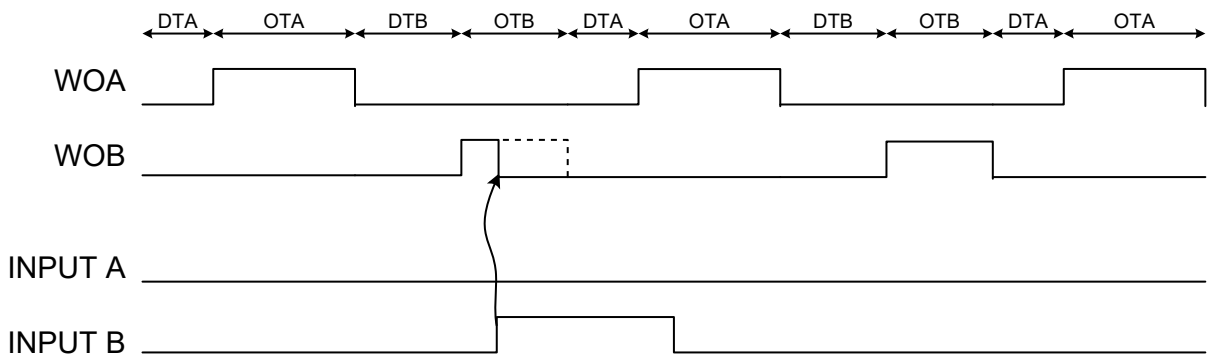 DTA OTA DTB OTB DTA OTA DTB OTB DTA OTA
WOA
WOB
INPUT A
INPUT B